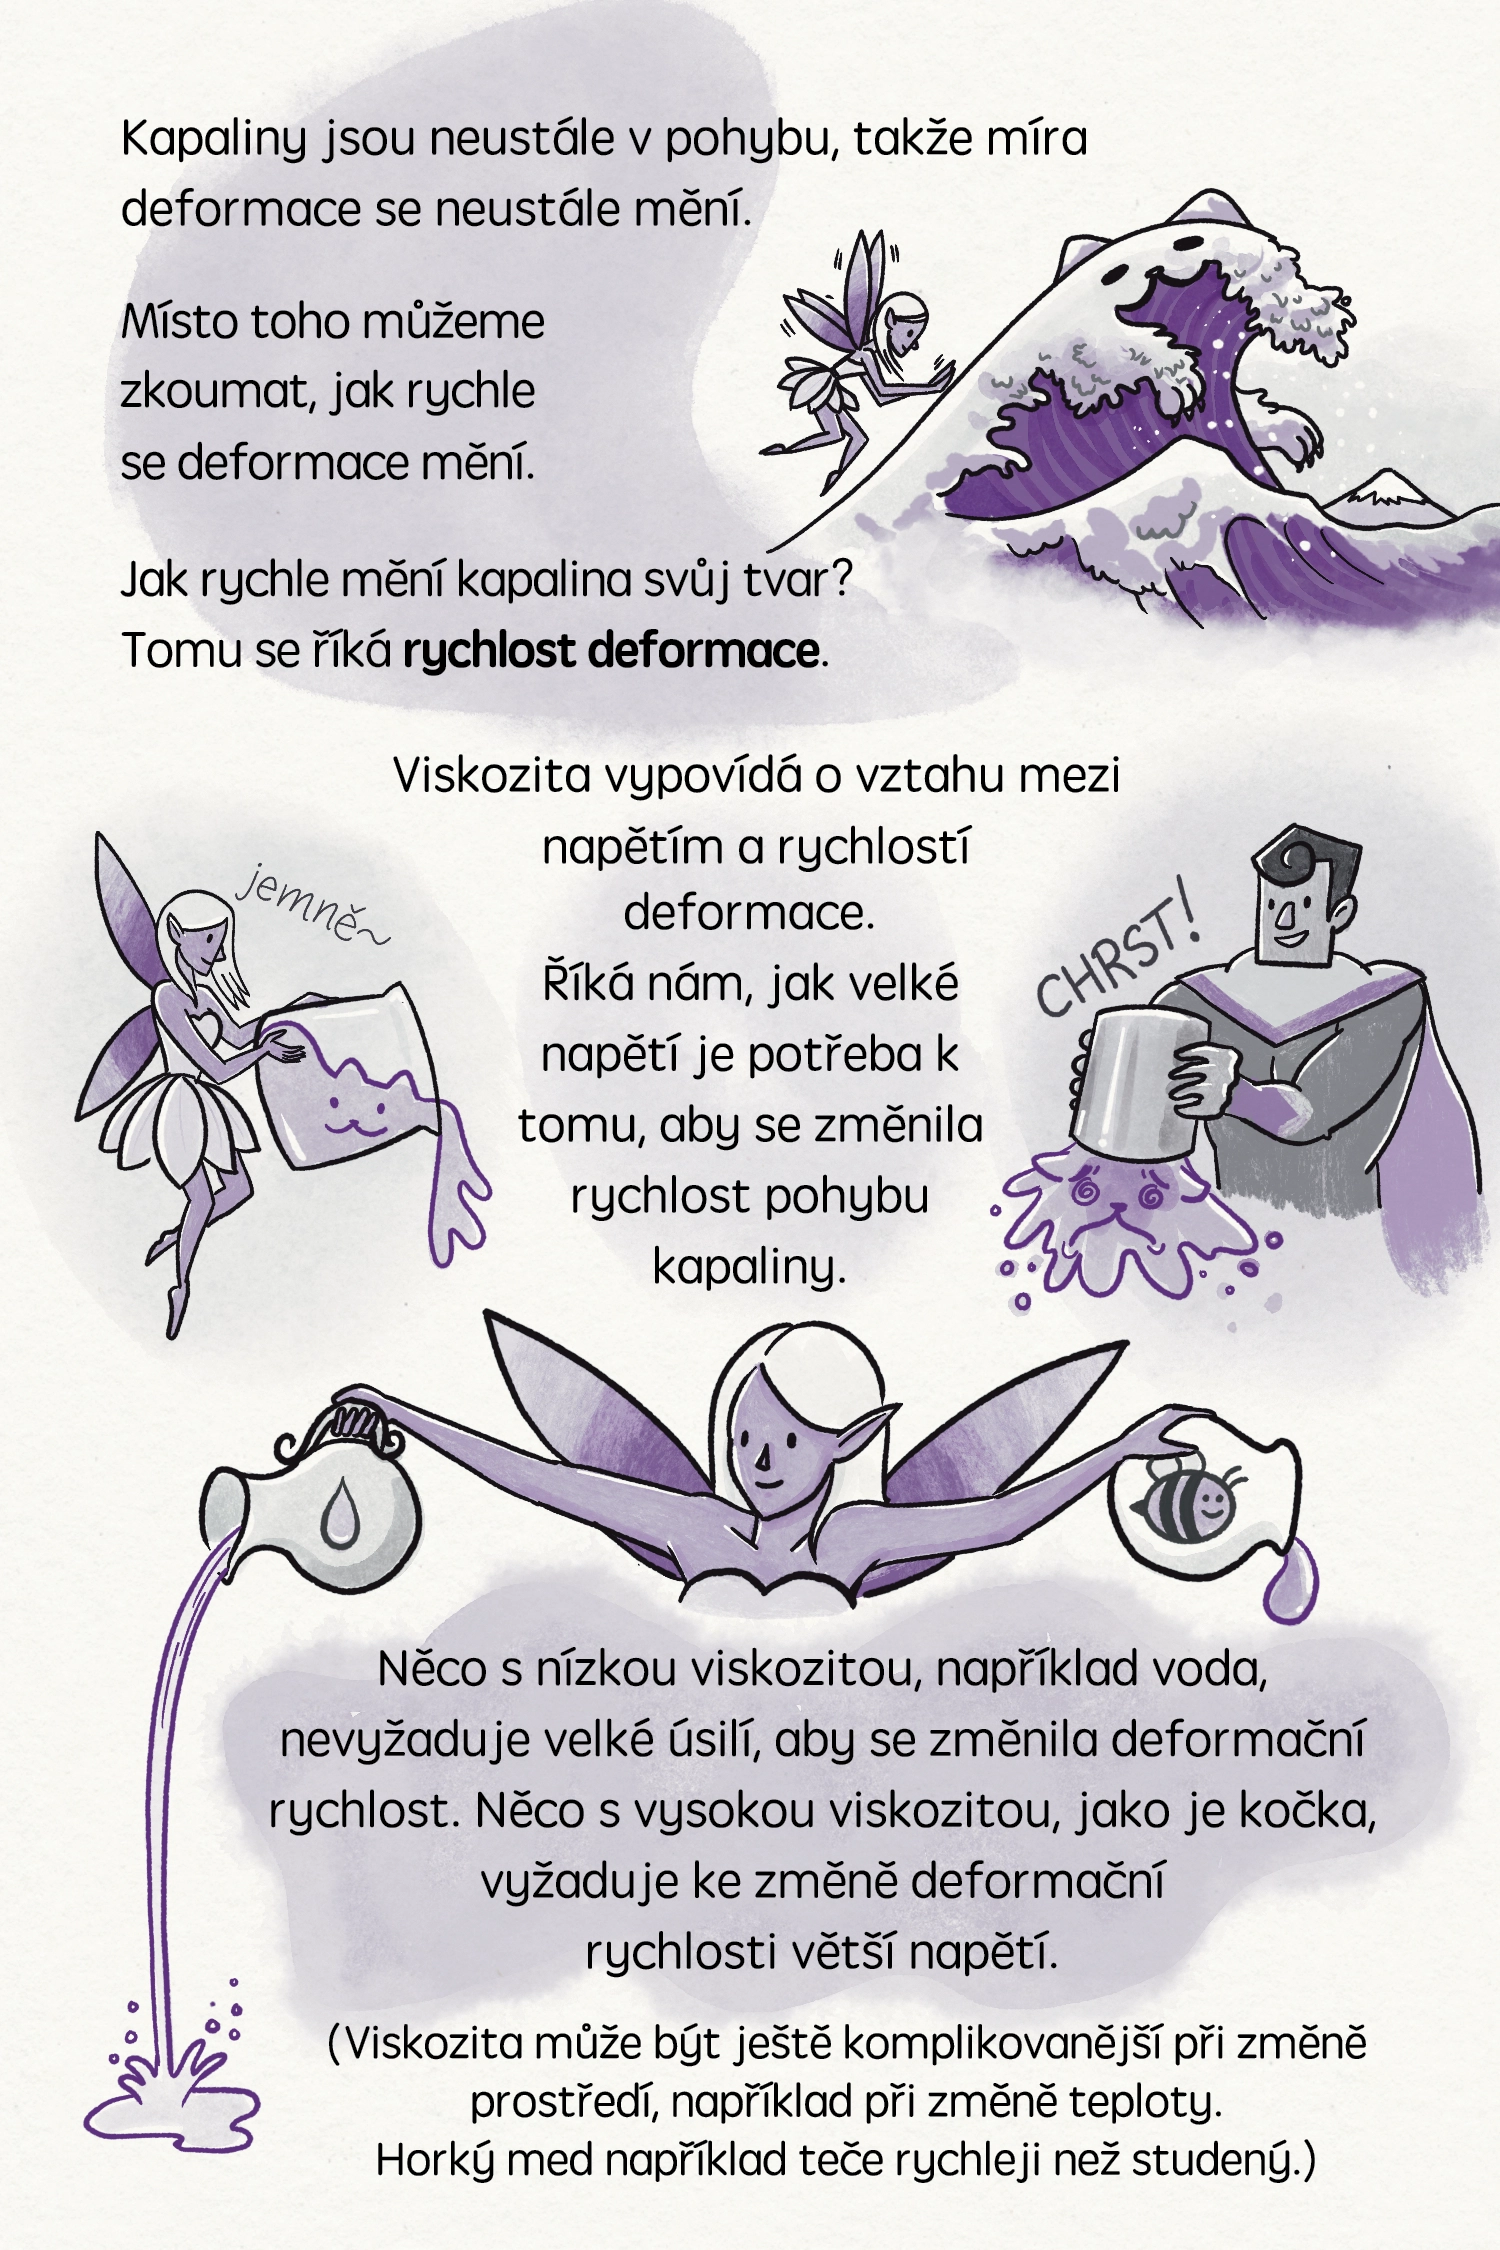 Kapaliny jsou neustále v pohybu, takže míra
deformace se neustále mění.
Místo toho můžeme
zkoumat, jak rychle
se deformace mění.
Jak rychle mění kapalina svůj tvar?
Tomu se říká rychlost deformace.
Viskozita vypovídá o vztahu mezi
napětím a rychlostí
deformace.
Říká nám, jak velké
napětí je potřeba k
tomu, aby se změnila
rychlost pohybu
kapaliny.
jemně~
CHRST!
Něco s nízkou viskozitou, například voda,
nevyžaduje velké úsilí, aby se změnila deformační
rychlost. Něco s vysokou viskozitou, jako je kočka,
vyžaduje ke změně deformační
rychlosti větší napětí.
(Viskozita může být ještě komplikovanější při změně
prostředí, například při změně teploty.
Horký med například teče rychleji než studený.)